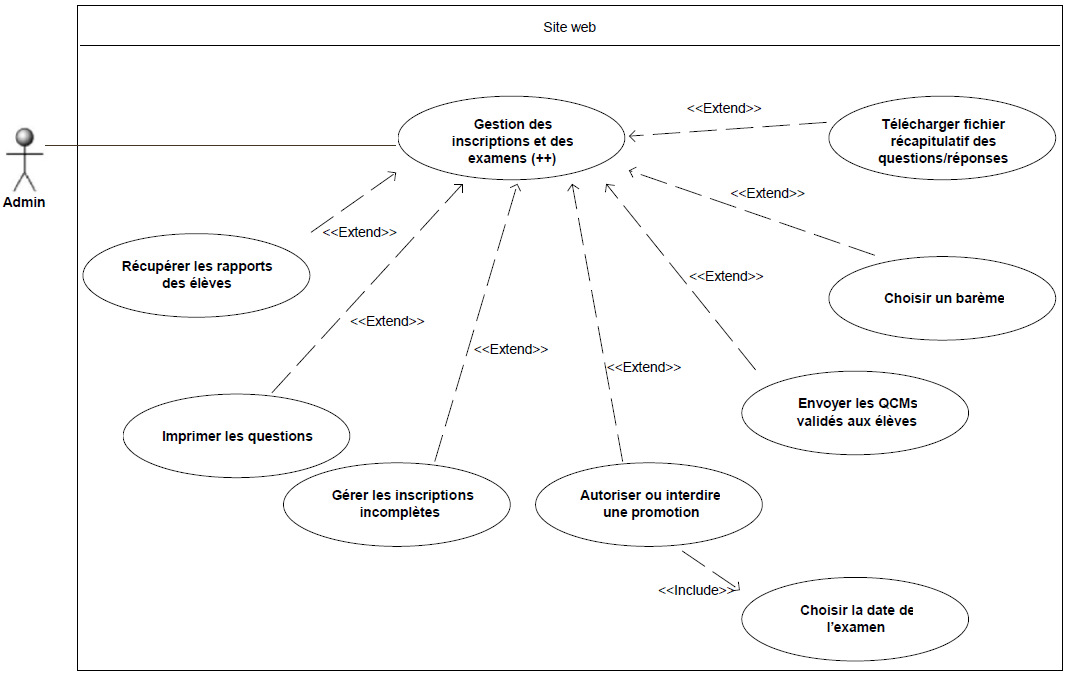 Site web
<<Extend>>
Gestion des
inscriptions et des
examens (++)
Télécharger fichier
récapitulatif des
questions/réponses
Admin
<<Extend>>
<<Extend>>
Récupérer les rapports
des élèves
<<Extend>>
Choisir un barème
<<Extend>>
<<Extend>>
<<Extend>>
Envoyer les QCMs
validés aux élèves
Imprimer les questions
Gérer les inscriptions
incomplètes
Autoriser ou interdire
une promotion
<<Include>>
Choisir la date de
l'examen